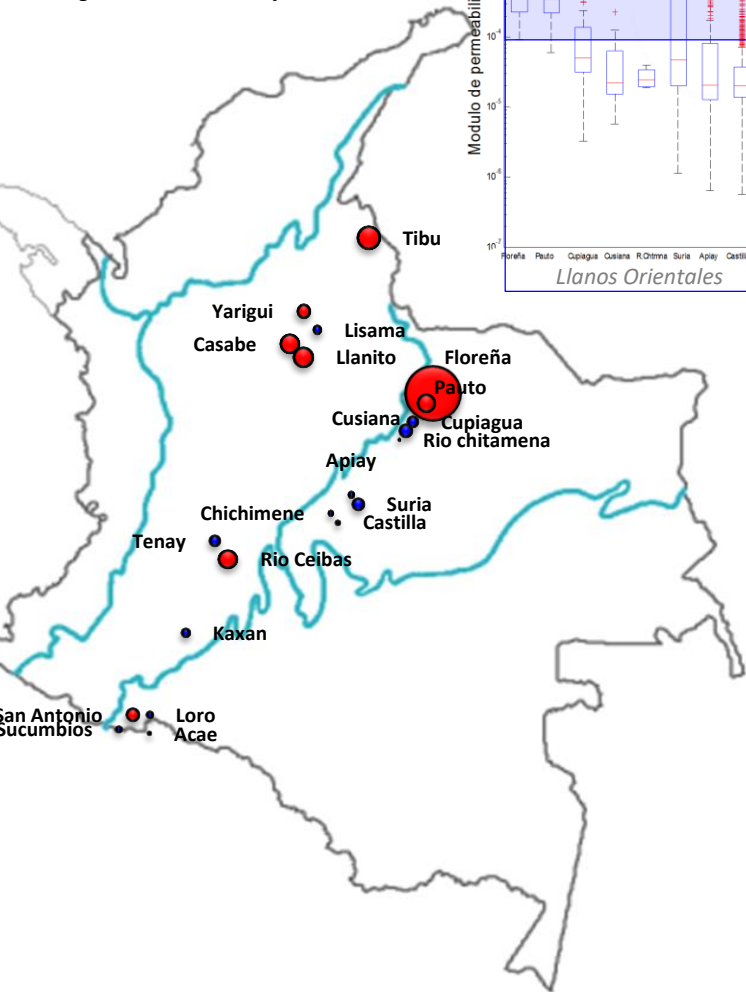 Modulo de permeabili
10-4
10-5
10-6
10-7
Pauto
Cupiagua
Cusiana
R.Chtmna
Suria
Apiay
Llanos Orientales
Tibu
Yarigui
Lisama
Casabe
Llanito
Floreña
Pauto
Cusiana
Cupiagua
Rio chitamena
Apiay
Suria
Chichimene
Castilla
Tenay
Rio Ceibas
Kaxan
San Antonio
Loro
Sucumbios
Acae